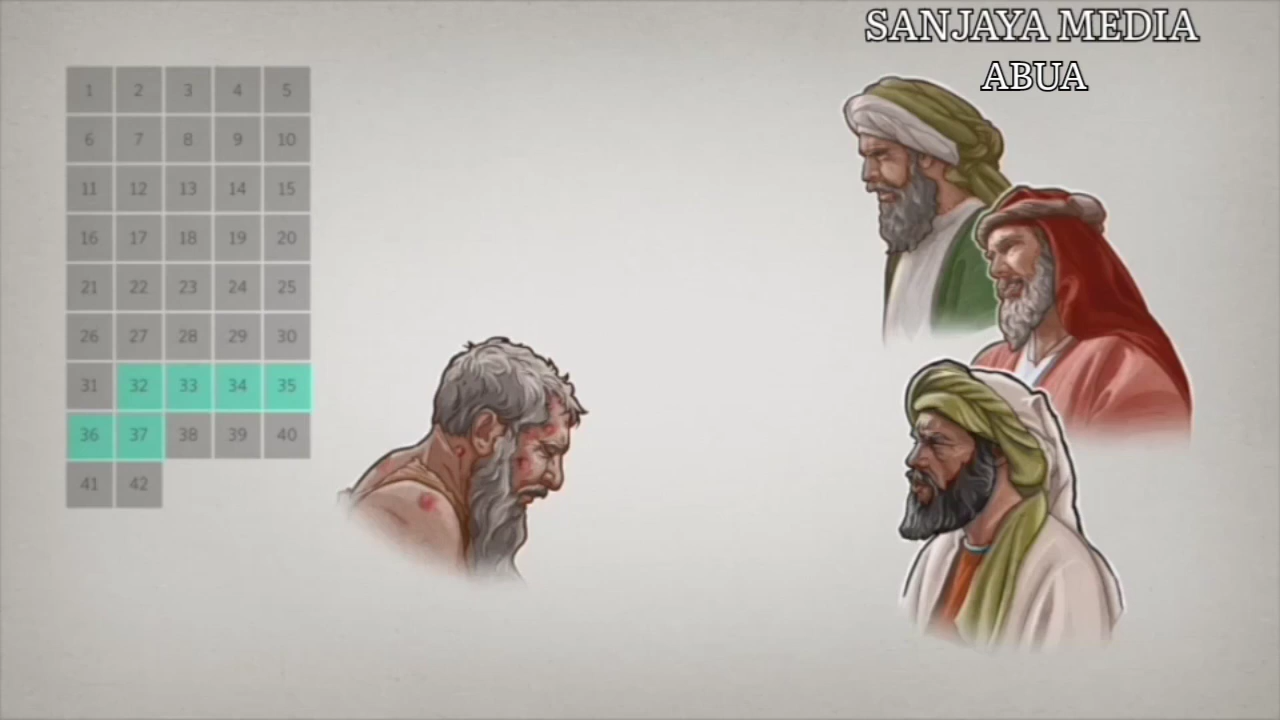 SANJAYA MEDIA
ABUA
1 2 3 4 5
6 7 8 9 10
11 12 13 14 15
16 17 18 19 20
21 22 23 24 25
26 27 28 29 30
31 32 33 34 35
36 37 38 39 40
41 42